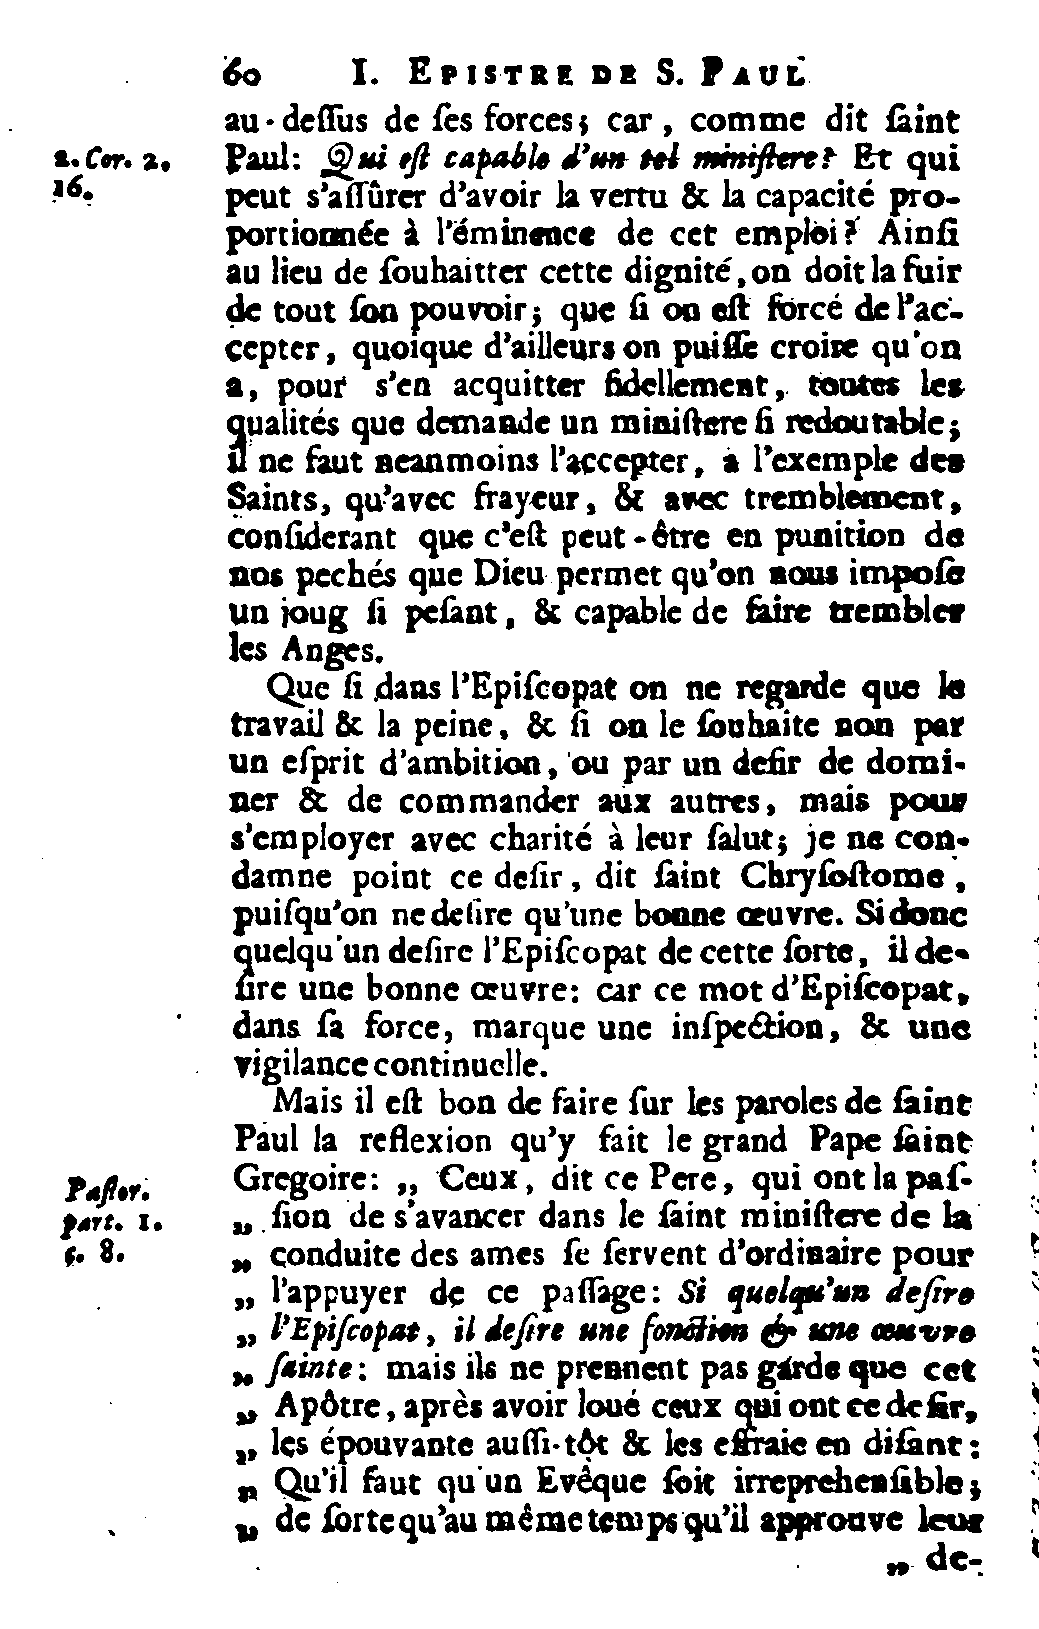 60 I. EPISTRE DE S. PAUL
au-deſſus de ſes forces; car, comme dit ſaint
2. Cor. 2. Paul: Qui eſt capable d'un tel miniſtere? Et qui
16. peut s'aſſûrer d'avoir la vertu & la capacité pro-
portionnée à l'éminence de cet emploi? Ainſi
au lieu de ſouhaitter cette dignité, on doit la fuir
de tout ſon pouvoir; que ſi on eſt forcé de l'ac-
cepter, quoique d'ailleurs on puiſſe croire qu'on
a, pour s'en acquitter fidellement, toutes les
qualités que demande un miniſtere ſi redoutable;
il ne faut neanmoins l'accepter, à l'exemple des
Saints, qu'avec frayeur, & avec tremblement,
conſiderant que c'eſt peut-être en punition de
nos pechés que Dieu permet qu'on nous impoſe
un joug ſi peſant, & capable de faire trembler
les Anges.
Que ſi dans l'Epiſcopat on ne regarde que le
travail & la peine, & ſi on le ſouhaite non par
un eſprit d'ambition, ou par un deſir de domi-
ner & de commander aux autres, mais pour
s'employer avec charité à leur ſalut; je ne con-
damne point ce deſir, dit ſaint Chryſoſtome,
puiſqu'on ne deſire qu'une bonne œuvre. Si donc
quelqu'un deſire l'Epiſcopat de cette ſorte, il de-
ſire une bonne œuvre: car ce mot d'Epiſcopat,
dans ſa force, marque une inſpection, & une
vigilance continuelle.
Mais il eſt bon de faire ſur les paroles de ſaint
Paul la reflexion qu'y fait le grand Pape ſaint
Paſtor. Gregoire: „ Ceux, dit ce Pere, qui ont la paſ-
part. 1. „ ſion de s'avancer dans le ſaint miniſtere de la
c. 8. „ conduite des ames ſe ſervent d'ordinaire pour
„ l'appuyer de ce paſſage: Si quelqu'un deſire
„ l'Epiſcopat, il deſire une fonction & une œuvre
„ ſainte: mais ils ne prennent pas garde que cet
„ Apôtre, après avoir loué ceux qui ont ce deſir,
„ les épouvante auſſi-tôt & les effraie en diſant:
„ Qu'il faut qu'un Evêque ſoit irreprehenſible;
„ de ſorte qu'au même temps qu'il approuve leur
„ de-